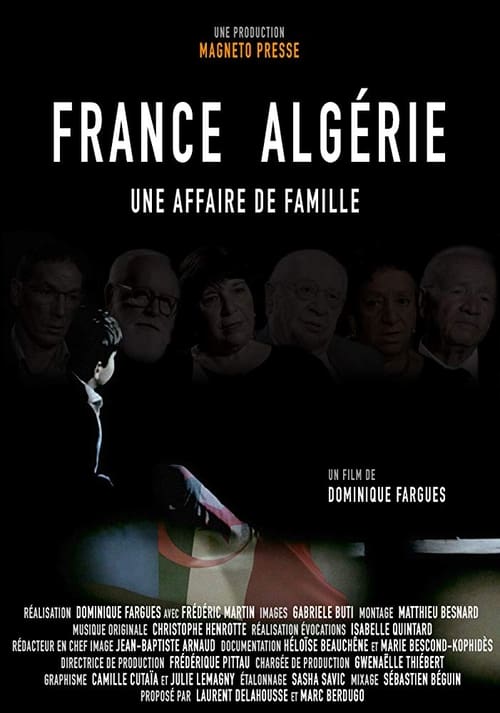 UNE PRODUCTION
MAGNETO PRESSE
FRANCE ALGÉRIE
UNE AFFAIRE DE FAMILLE
UN FILM DE
DOMINIQUE FARGUES
RÉALISATION DOMINIQUE FARGUES AVEC FRÉDÉRIC MARTIN IMAGES GABRIELE BUTI MONTAGE MATTHIEU BESNARD
MUSIQUE ORIGINALE CHRISTOPHE HENROTTE RÉALISATION ÉVOCATIONS ISABELLE QUINTARD
RÉDACTEUR EN CHEF IMAGE JEAN-BAPTISTE ARNAUD DOCUMENTATION HÉLOÏSE BEAUCHÊNE ET MARIE BESCOND-KOPHIDÈS
DIRECTRICE DE PRODUCTION FRÉDÉRIQUE PITTAU CHARGÉE DE PRODUCTION GWENAËLLE THIÉBERT
GRAPHISME CAMILLE CUTAÏA ET JULIE LEMAGNY ÉTALONNAGE SASHA SAVIC MIXAGE SÉBASTIEN BÉGUIN
PROPOSÉ PAR LAURENT DELAHOUSSE ET MARC BERDUGO